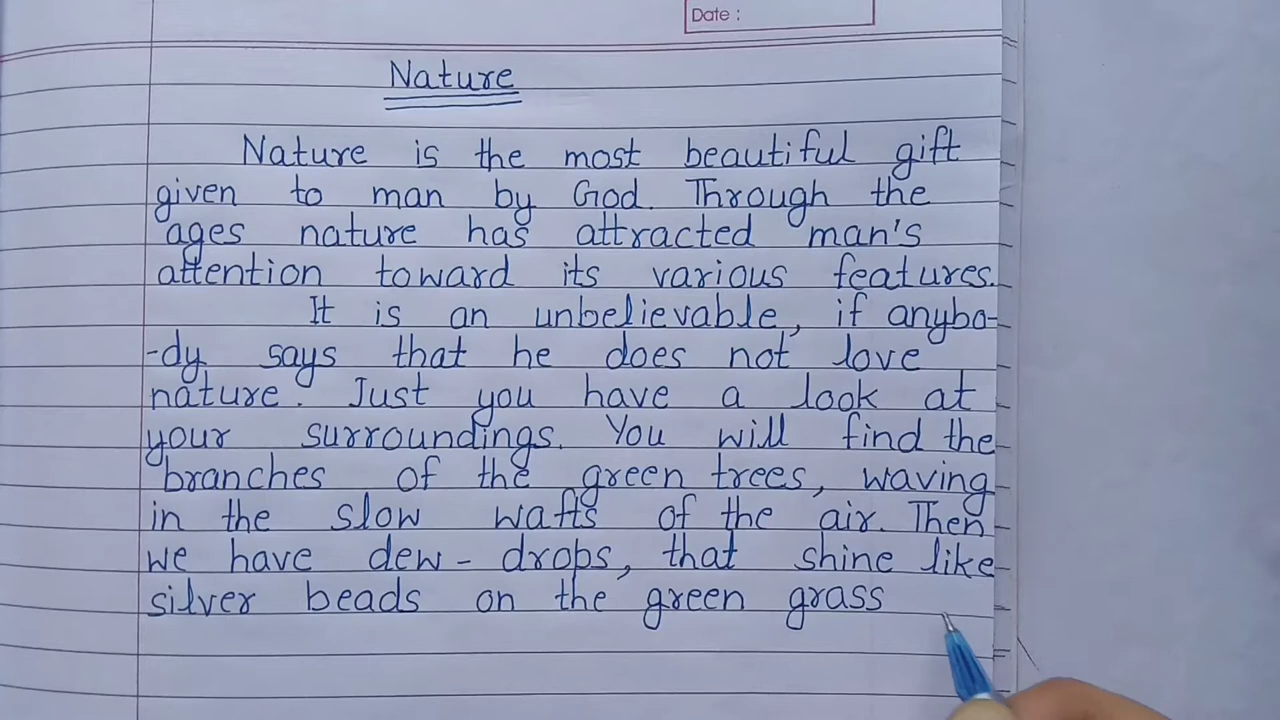 Date :
Nature
Nature is the most beautiful gift
given to man by God. Through the
ages nature has attracted man's
attention toward its various features.
It is an unbelievable, if anybo-
-dy says that he does not love
nature. Just you have a look at
your surroundings. You will find the
branches of the green trees, waving
in the slow wafts of the air. Then
we have dew - drops, that shine like
silver beads on the green grass